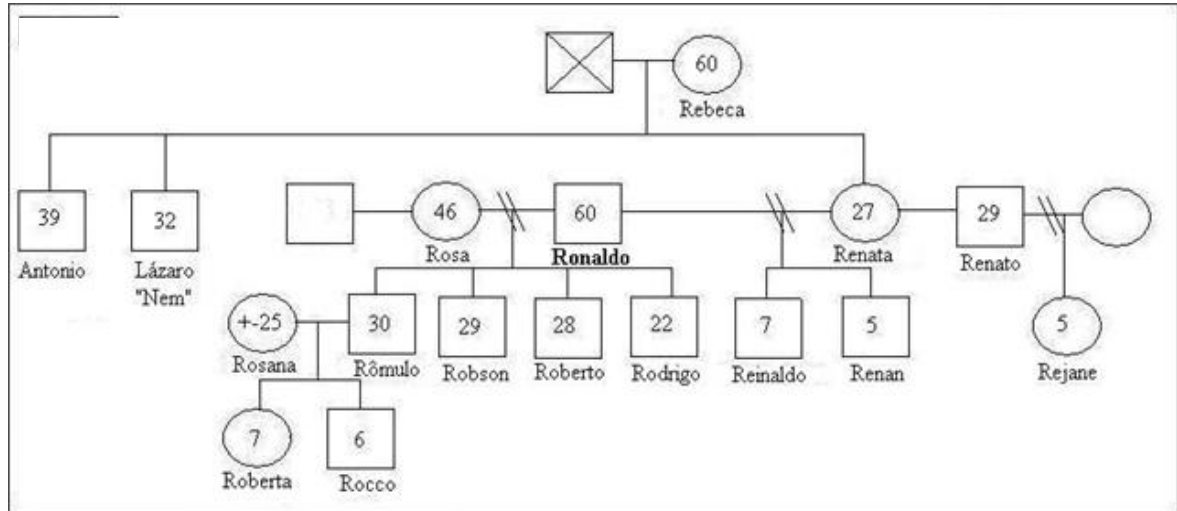 60
Rebeca
39
32
46
60
27
29
Antonio
Lázaro
"Nem"
Rosa
Ronaldo
Renata
Renato
+-25
30
29
28
22
7
5
5
Rosana
Rômulo
Robson
Roberto
Rodrigo
Reinaldo
Renan
Rejane
7
6
Roberta
Rocco